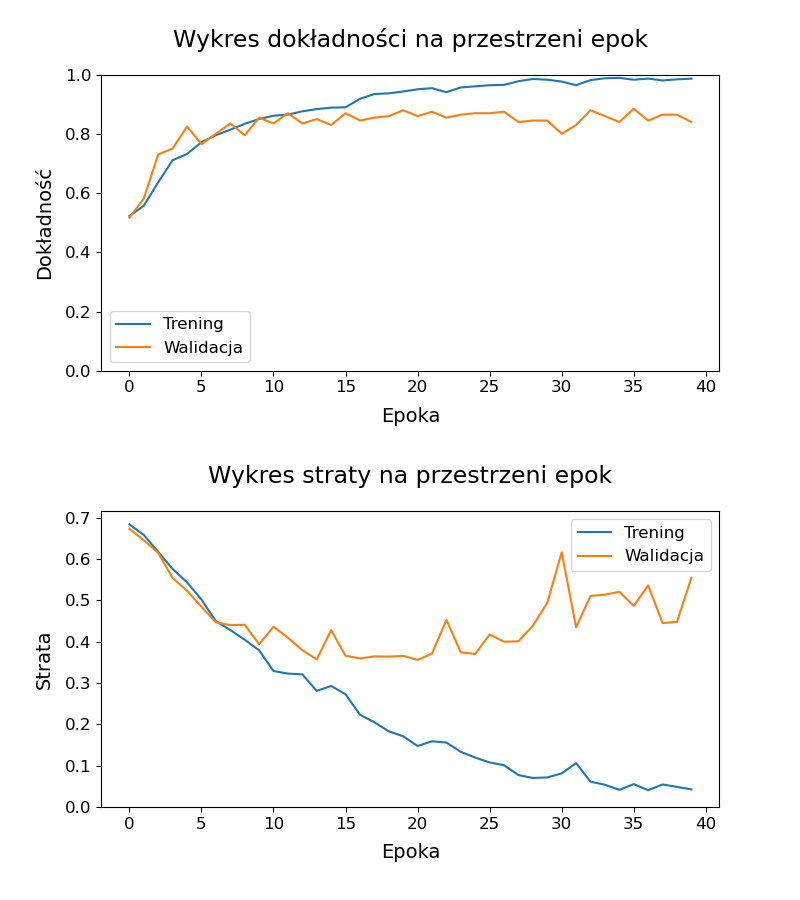 Wykres dokładności na przestrzeni epok
1.0
0.8
0.6
0.4
0.2
0.0
Dokładność
Trening
Walidacja
0 5 10 15 20 25 30 35 40
Epoka
Wykres straty na przestrzeni epok
0.7
0.6
0.5
0.4
0.3
0.2
0.1
0.0
Strata
Trening
Walidacja
0 5 10 15 20 25 30 35 40
Epoka